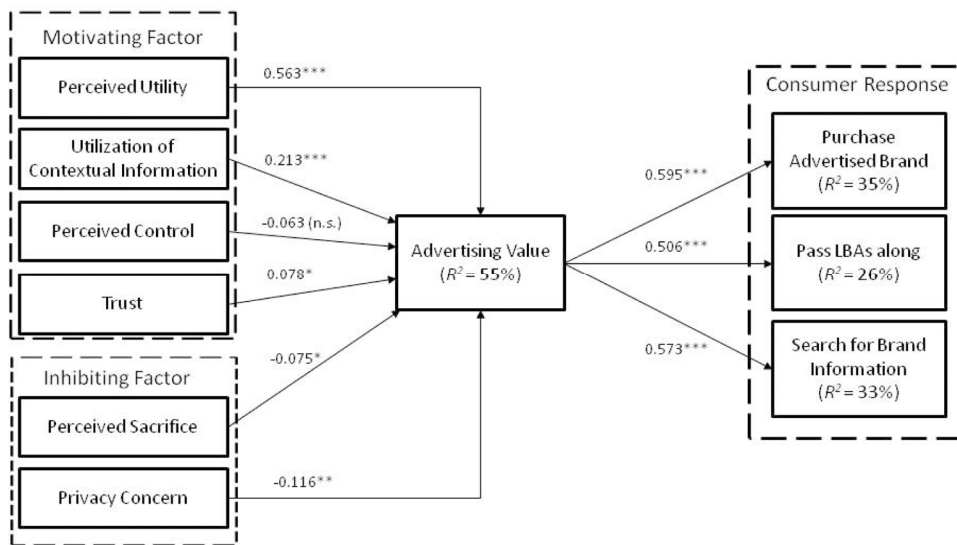 Motivating Factor
Perceived Utility
Utilization of
Contextual Information
Perceived Control
Trust
Inhibiting Factor
Perceived Sacrifice
Privacy Concern
0.563***
0.213***
-0.063 (n.s.)
0.078*
-0.075*
-0.116**
Advertising Value
(R² = 55%)
0.595***
0.506***
0.573***
Consumer Response
Purchase
Advertised Brand
(R² = 35%)
Pass LBAs along
(R² = 26%)
Search for Brand
Information
(R² = 33%)